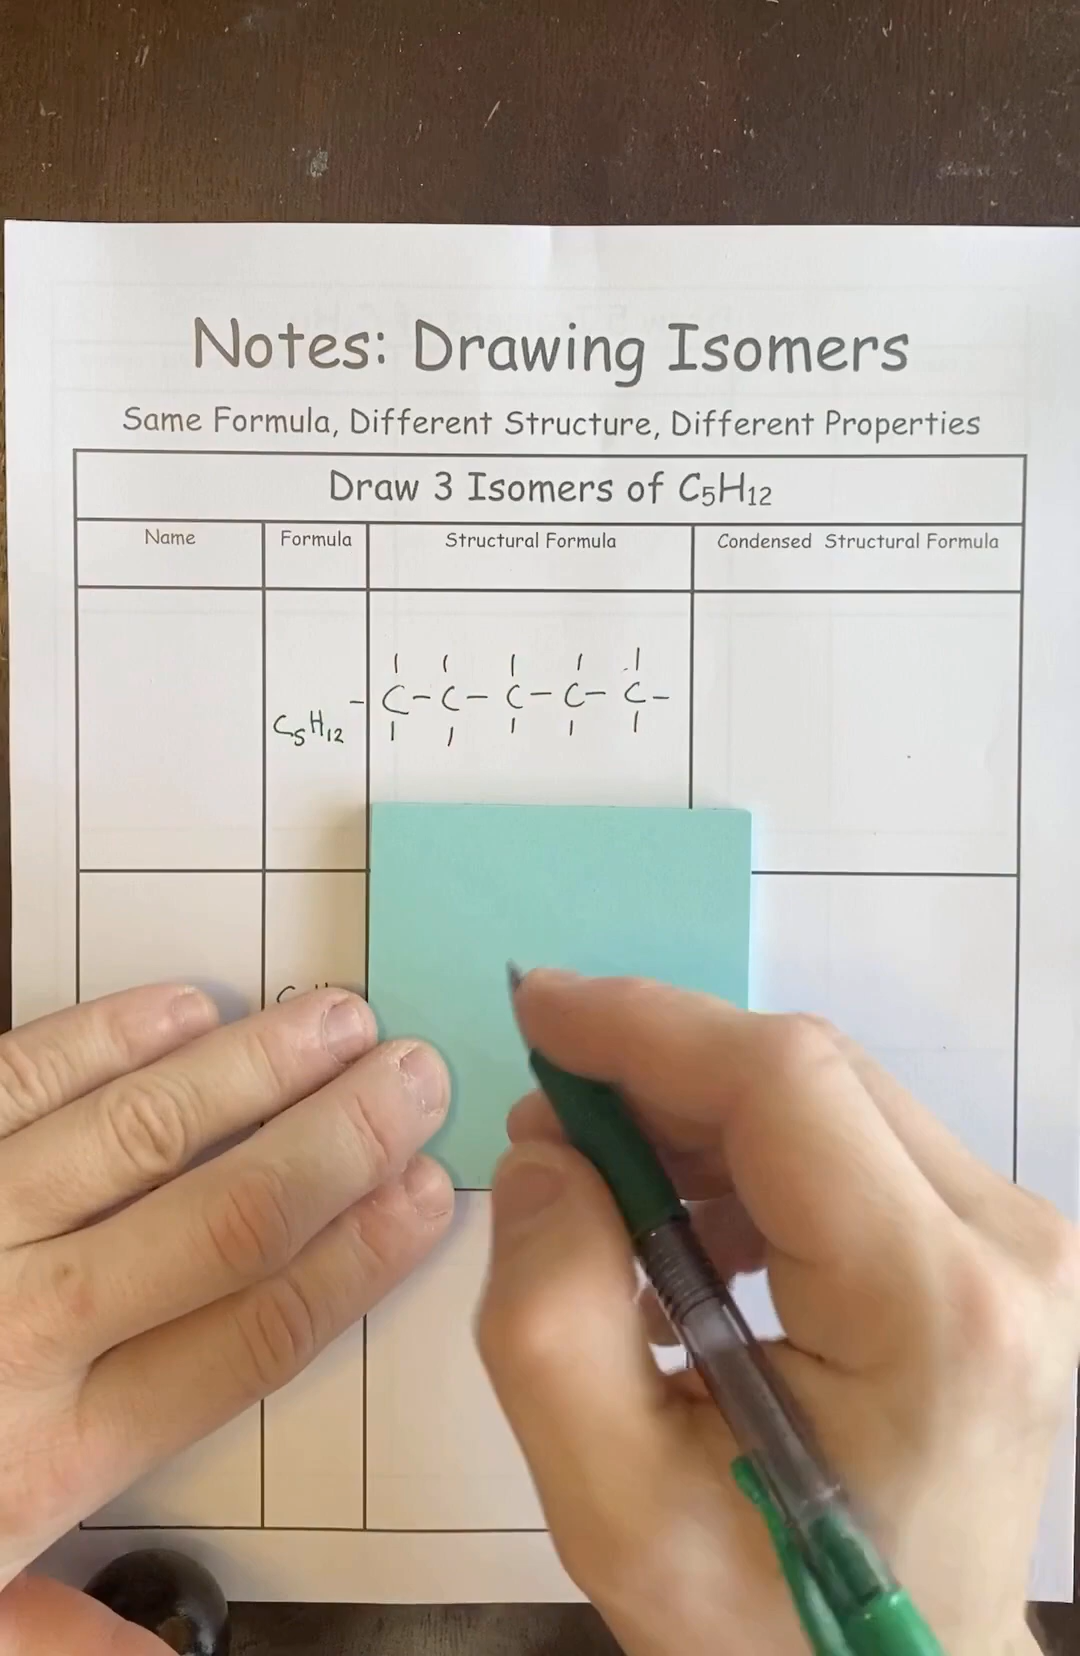 Notes: Drawing Isomers
Same Formula, Different Structure, Different Properties
Draw 3 Isomers of C₅H₁₂
Name Formula Structural Formula Condensed Structural Formula
C₅H₁₂
C-C-C-C-C-